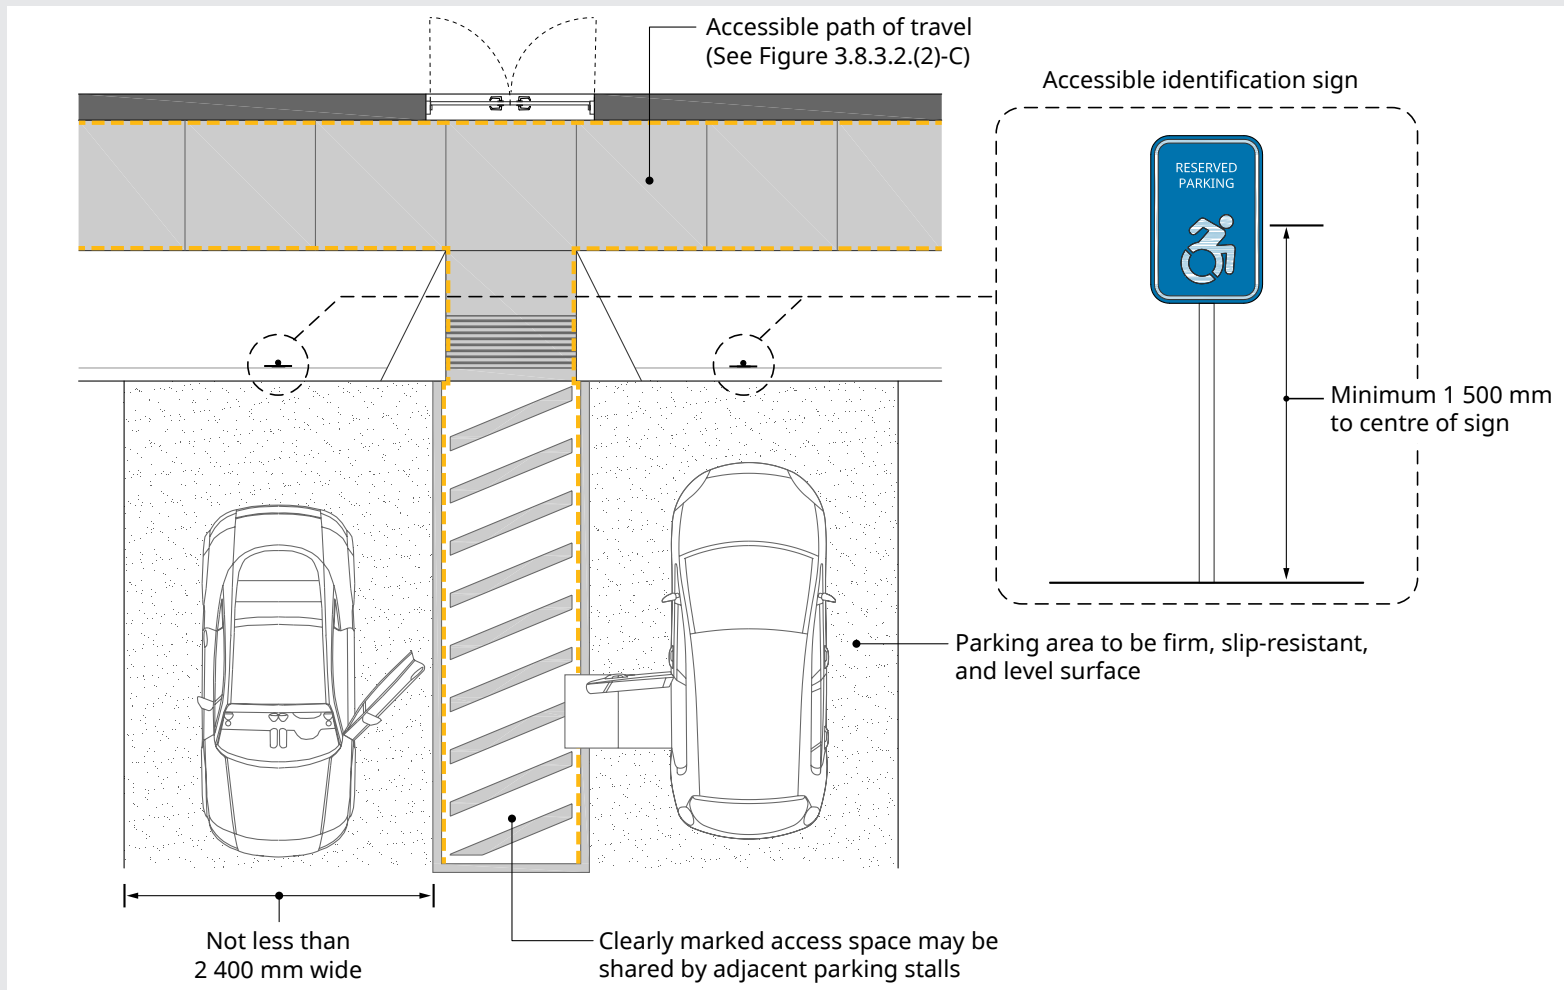 Accessible path of travel
(See Figure 3.8.3.2.(2)-C)
Accessible identification sign
RESERVED
PARKING
Minimum 1 500 mm
to centre of sign
Parking area to be firm, slip-resistant,
and level surface
Not less than
2 400 mm wide
Clearly marked access space may be
shared by adjacent parking stalls